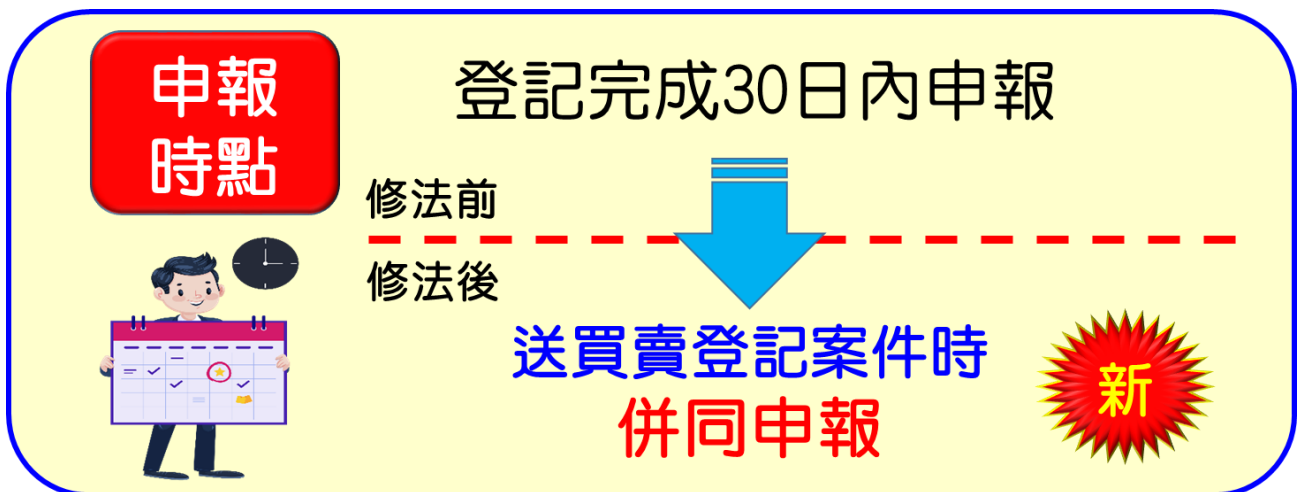 申報
時點
登記完成30日內申報
修法前
修法後
送買賣登記案件時
併同申報
新